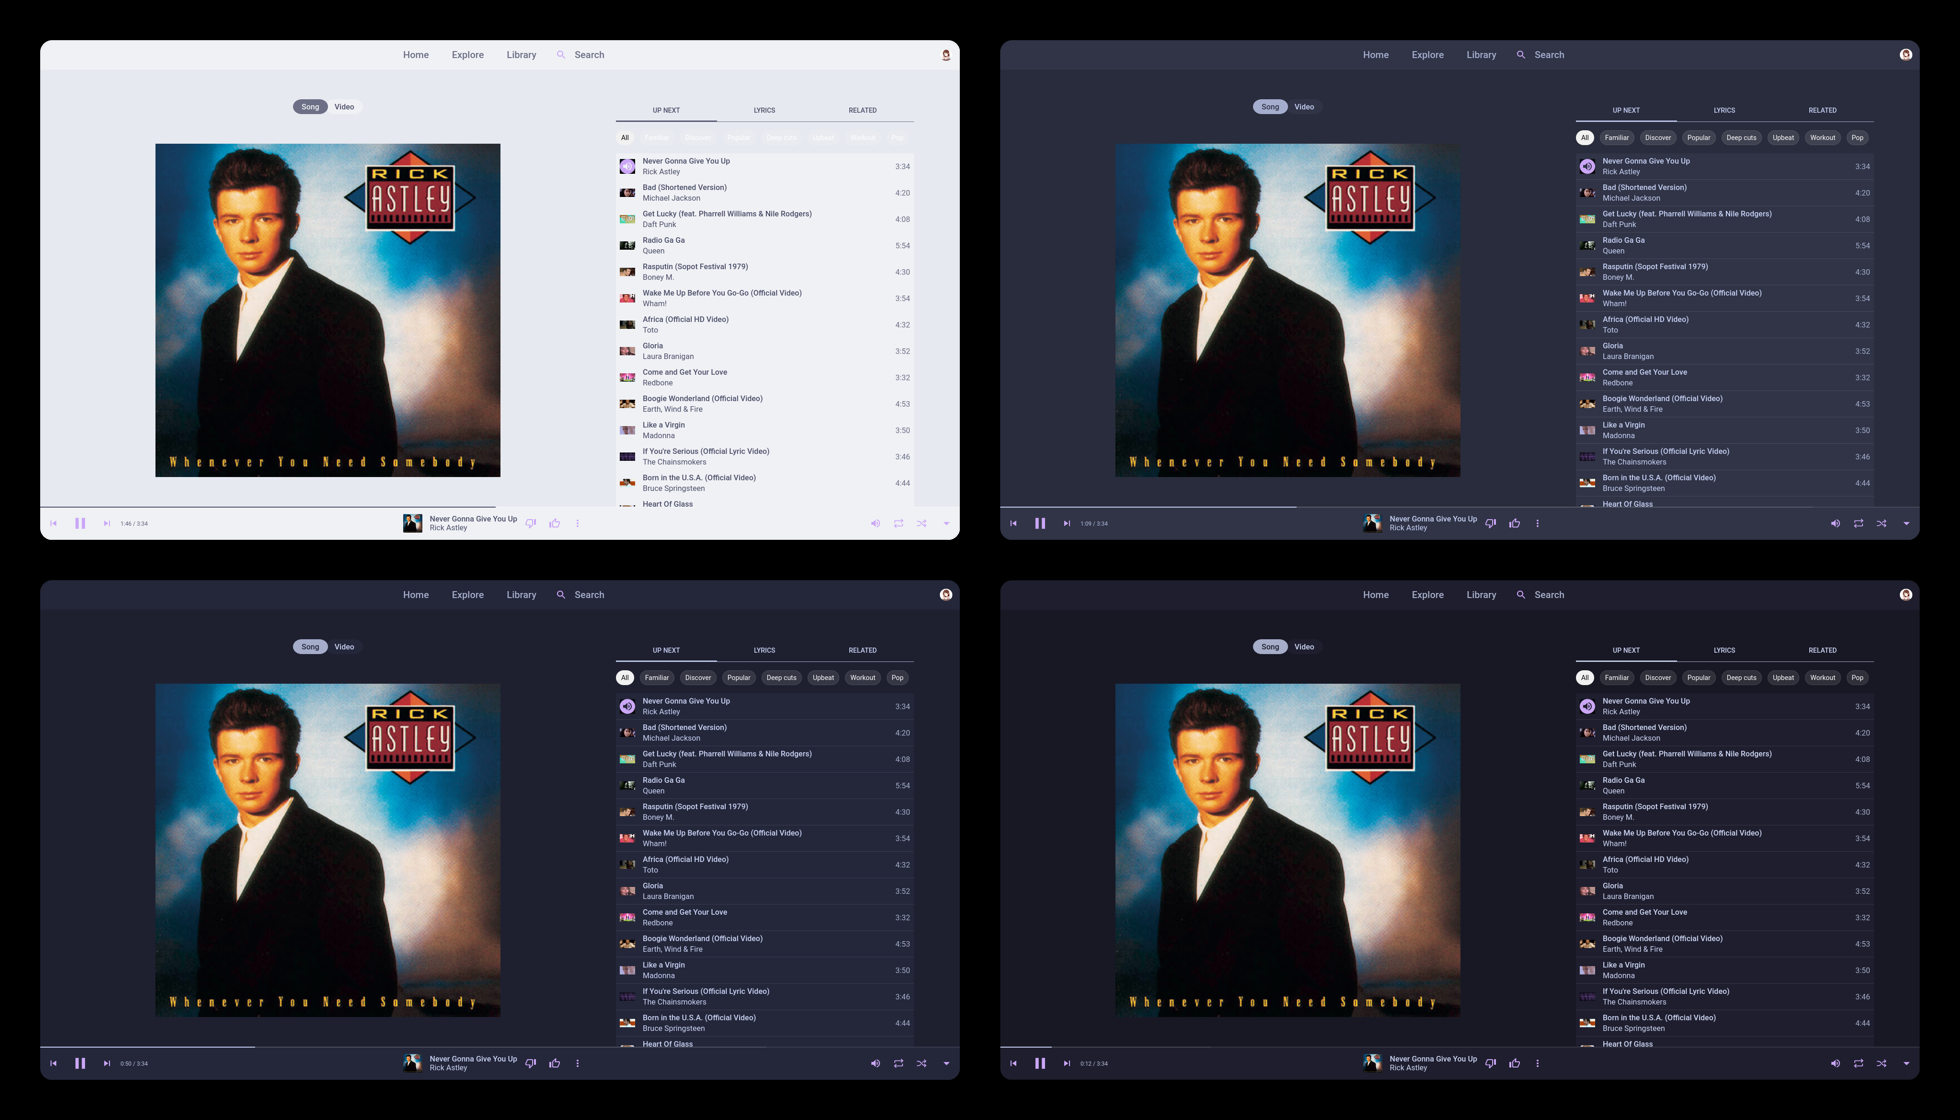 Home Explore Library Search
Song Video
UP NEXT LYRICS RELATED
All Familiar Discover Popular Deep cuts Upbeat Workout Pop
RICK
ASTLEY
Whenever You Need Somebody
Never Gonna Give You Up
Rick Astley
3:34
Bad (Shortened Version)
Michael Jackson
4:20
Get Lucky (feat. Pharrell Williams & Nile Rodgers)
Daft Punk
4:08
Radio Ga Ga
Queen
5:54
Rasputin (Sopot Festival 1979)
Boney M.
4:30
Wake Me Up Before You Go-Go (Official Video)
Wham!
3:54
Africa (Official HD Video)
Toto
4:32
Gloria
Laura Branigan
3:52
Come and Get Your Love
Redbone
3:32
Boogie Wonderland (Official Video)
Earth, Wind & Fire
4:53
Like a Virgin
Madonna
3:50
If You're Serious (Official Lyric Video)
The Chainsmokers
3:46
Born in the U.S.A. (Official Video)
Bruce Springsteen
4:44
Heart Of Glass
1:46 / 3:34
Never Gonna Give You Up
Rick Astley
Home Explore Library Search
Song Video
UP NEXT LYRICS RELATED
All Familiar Discover Popular Deep cuts Upbeat Workout Pop
RICK
ASTLEY
Whenever You Need Somebody
Never Gonna Give You Up
Rick Astley
3:34
Bad (Shortened Version)
Michael Jackson
4:20
Get Lucky (feat. Pharrell Williams & Nile Rodgers)
Daft Punk
4:08
Radio Ga Ga
Queen
5:54
Rasputin (Sopot Festival 1979)
Boney M.
4:30
Wake Me Up Before You Go-Go (Official Video)
Wham!
3:54
Africa (Official HD Video)
Toto
4:32
Gloria
Laura Branigan
3:52
Come and Get Your Love
Redbone
3:32
Boogie Wonderland (Official Video)
Earth, Wind & Fire
4:53
Like a Virgin
Madonna
3:50
If You're Serious (Official Lyric Video)
The Chainsmokers
3:46
Born in the U.S.A. (Official Video)
Bruce Springsteen
4:44
Heart Of Glass
1:09 / 3:34
Never Gonna Give You Up
Rick Astley
Home Explore Library Search
Song Video
UP NEXT LYRICS RELATED
All Familiar Discover Popular Deep cuts Upbeat Workout Pop
RICK
ASTLEY
Whenever You Need Somebody
Never Gonna Give You Up
Rick Astley
3:34
Bad (Shortened Version)
Michael Jackson
4:20
Get Lucky (feat. Pharrell Williams & Nile Rodgers)
Daft Punk
4:08
Radio Ga Ga
Queen
5:54
Rasputin (Sopot Festival 1979)
Boney M.
4:30
Wake Me Up Before You Go-Go (Official Video)
Wham!
3:54
Africa (Official HD Video)
Toto
4:32
Gloria
Laura Branigan
3:52
Come and Get Your Love
Redbone
3:32
Boogie Wonderland (Official Video)
Earth, Wind & Fire
4:53
Like a Virgin
Madonna
3:50
If You're Serious (Official Lyric Video)
The Chainsmokers
3:46
Born in the U.S.A. (Official Video)
Bruce Springsteen
4:44
Heart Of Glass
0:50 / 3:34
Never Gonna Give You Up
Rick Astley
Home Explore Library Search
Song Video
UP NEXT LYRICS RELATED
All Familiar Discover Popular Deep cuts Upbeat Workout Pop
RICK
ASTLEY
Whenever You Need Somebody
Never Gonna Give You Up
Rick Astley
3:34
Bad (Shortened Version)
Michael Jackson
4:20
Get Lucky (feat. Pharrell Williams & Nile Rodgers)
Daft Punk
4:08
Radio Ga Ga
Queen
5:54
Rasputin (Sopot Festival 1979)
Boney M.
4:30
Wake Me Up Before You Go-Go (Official Video)
Wham!
3:54
Africa (Official HD Video)
Toto
4:32
Gloria
Laura Branigan
3:52
Come and Get Your Love
Redbone
3:32
Boogie Wonderland (Official Video)
Earth, Wind & Fire
4:53
Like a Virgin
Madonna
3:50
If You're Serious (Official Lyric Video)
The Chainsmokers
3:46
Born in the U.S.A. (Official Video)
Bruce Springsteen
4:44
Heart Of Glass
0:12 / 3:34
Never Gonna Give You Up
Rick Astley